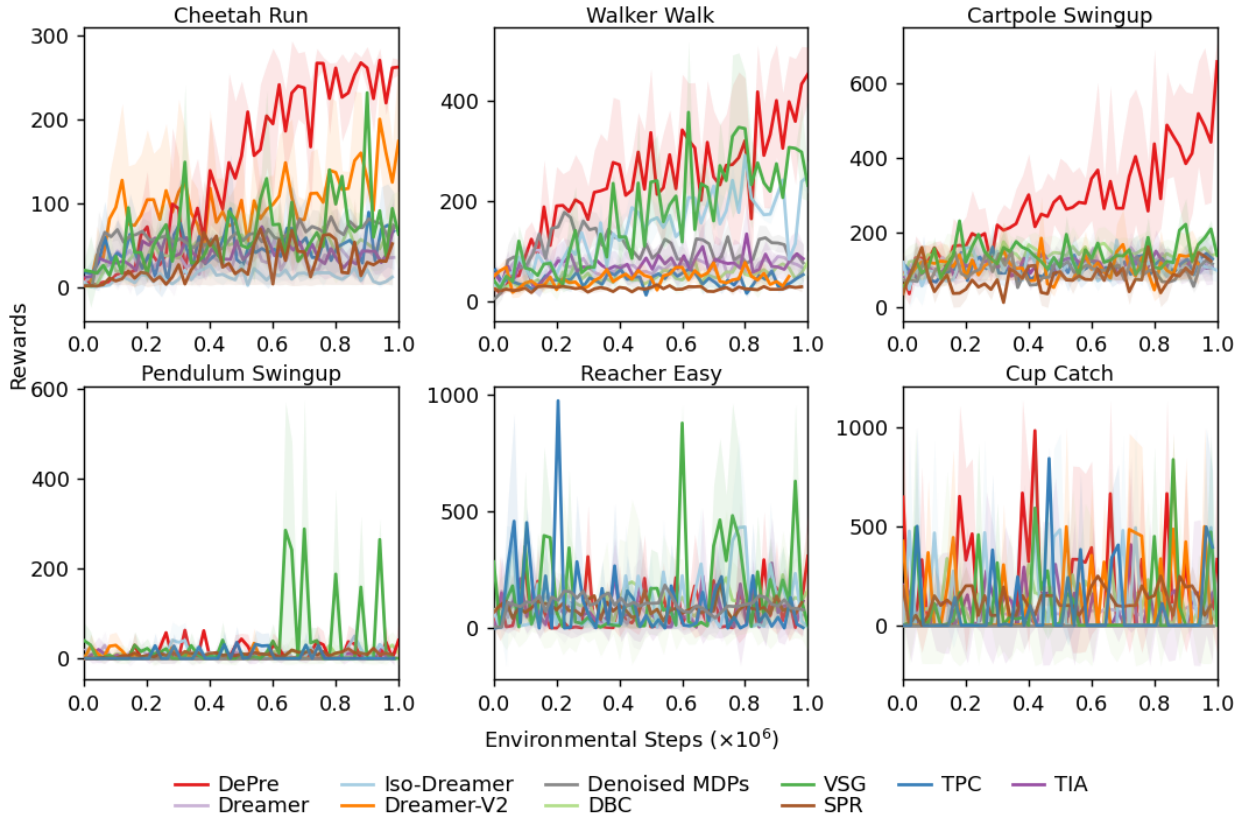 Cheetah Run
Walker Walk
Cartpole Swingup
300
200
100
0
0.0 0.2 0.4 0.6 0.8 1.0
400
200
0
0.0 0.2 0.4 0.6 0.8 1.0
600
400
200
0
0.0 0.2 0.4 0.6 0.8 1.0
Rewards
Pendulum Swingup
Reacher Easy
Cup Catch
600
400
200
0
0.0 0.2 0.4 0.6 0.8 1.0
1000
500
0
0.0 0.2 0.4 0.6 0.8 1.0
1000
500
0
0.0 0.2 0.4 0.6 0.8 1.0
Environmental Steps (×10⁶)
DePre Iso-Dreamer Denoised MDPs VSG TPC TIA
Dreamer Dreamer-V2 DBC SPR